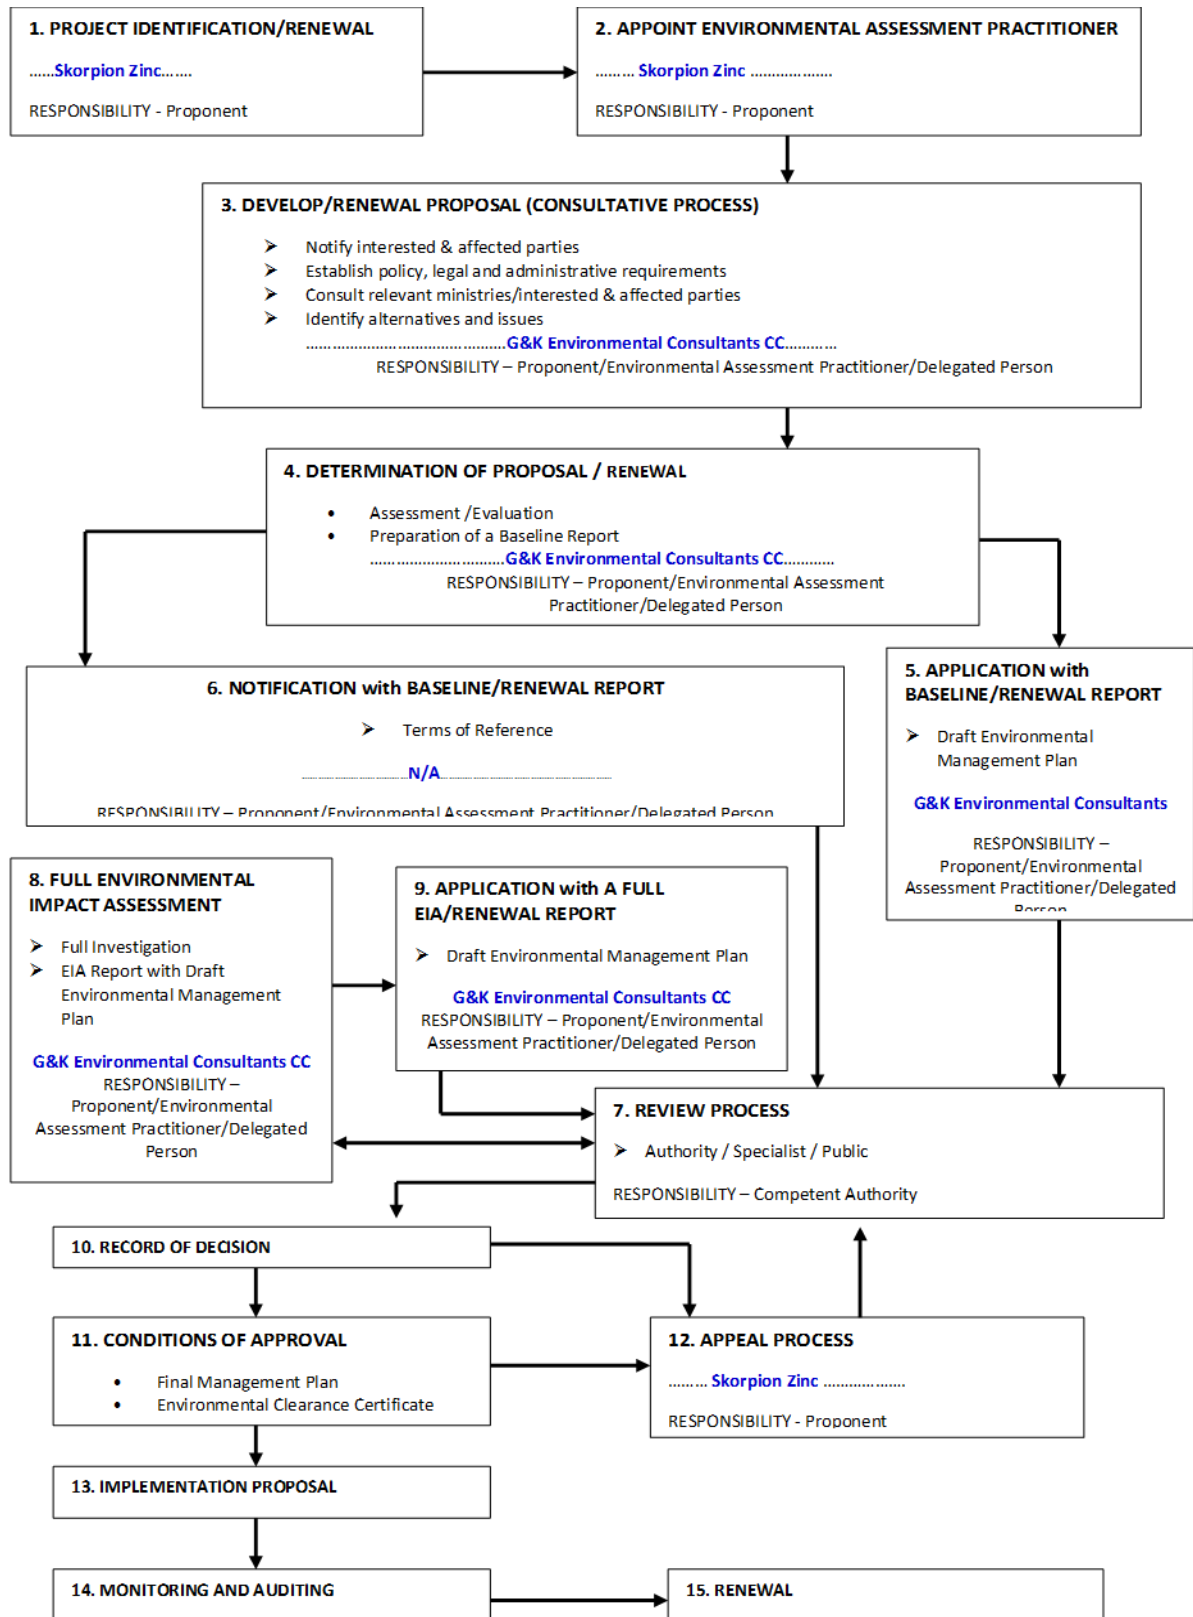 1. PROJECT IDENTIFICATION/RENEWAL
......Skorpion Zinc.......
RESPONSIBILITY - Proponent
2. APPOINT ENVIRONMENTAL ASSESSMENT PRACTITIONER
......... Skorpion Zinc ..................
RESPONSIBILITY - Proponent
3. DEVELOP/RENEWAL PROPOSAL (CONSULTATIVE PROCESS)
➢ Notify interested & affected parties
➢ Establish policy, legal and administrative requirements
➢ Consult relevant ministries/interested & affected parties
➢ Identify alternatives and issues
............................................G&K Environmental Consultants CC............
RESPONSIBILITY – Proponent/Environmental Assessment Practitioner/Delegated Person
4. DETERMINATION OF PROPOSAL / RENEWAL
• Assessment /Evaluation
• Preparation of a Baseline Report
..............................G&K Environmental Consultants CC............
RESPONSIBILITY – Proponent/Environmental Assessment
Practitioner/Delegated Person
6. NOTIFICATION with BASELINE/RENEWAL REPORT
➢ Terms of Reference
..............................N/A..................................................
RESPONSIBILITY – Proponent/Environmental Assessment Practitioner/Delegated Person
5. APPLICATION with
BASELINE/RENEWAL REPORT
➢ Draft Environmental
Management Plan
G&K Environmental Consultants
RESPONSIBILITY –
Proponent/Environmental
Assessment Practitioner/Delegated
Person
8. FULL ENVIRONMENTAL
IMPACT ASSESSMENT
➢ Full Investigation
➢ EIA Report with Draft
Environmental Management
Plan
G&K Environmental Consultants CC
RESPONSIBILITY –
Proponent/Environmental
Assessment Practitioner/Delegated
Person
9. APPLICATION with A FULL
EIA/RENEWAL REPORT
➢ Draft Environmental Management Plan
G&K Environmental Consultants CC
RESPONSIBILITY – Proponent/Environmental
Assessment Practitioner/Delegated Person
7. REVIEW PROCESS
➢ Authority / Specialist / Public
RESPONSIBILITY – Competent Authority
10. RECORD OF DECISION
11. CONDITIONS OF APPROVAL
• Final Management Plan
• Environmental Clearance Certificate
12. APPEAL PROCESS
......... Skorpion Zinc ..................
RESPONSIBILITY - Proponent
13. IMPLEMENTATION PROPOSAL
14. MONITORING AND AUDITING
15. RENEWAL